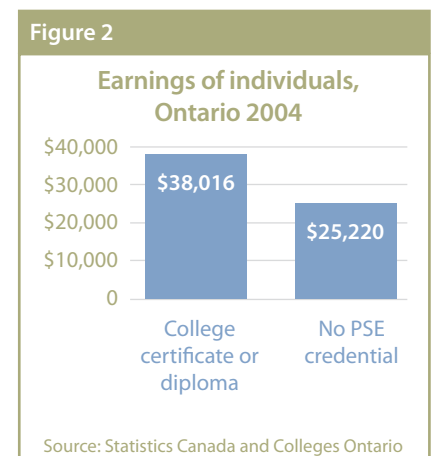 Figure 2
Earnings of individuals,
Ontario 2004
$40,000
$30,000
$20,000
$10,000
0
$38,016
$25,220
College
certificate or
diploma
No PSE
credential
Source: Statistics Canada and Colleges Ontario